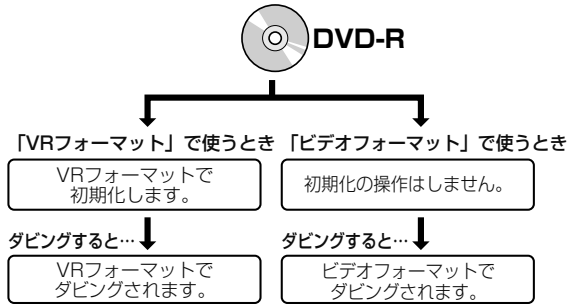 DVD-R
「VRフォーマット」で使うとき
VRフォーマットで
初期化します。
ダビングすると…
VRフォーマットで
ダビングされます。
「ビデオフォーマット」で使うとき
初期化の操作はしません。
ダビングすると…
ビデオフォーマットで
ダビングされます。